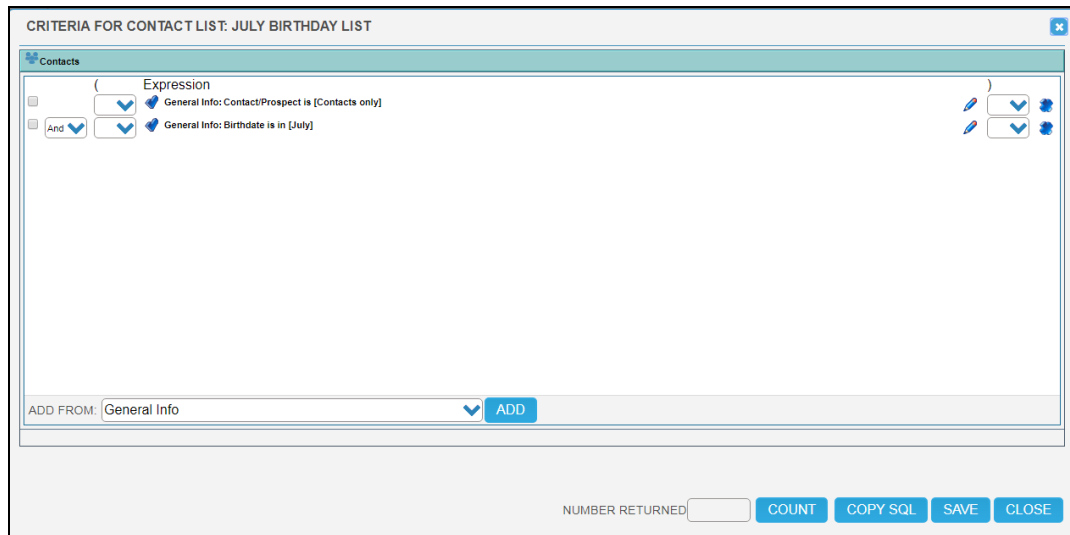 CRITERIA FOR CONTACT LIST: JULY BIRTHDAY LIST
Contacts
( Expression )
General Info: Contact/Prospect is [Contacts only]
And General Info: Birthdate is in [July]
ADD FROM: General Info ADD
NUMBER RETURNED COUNT COPY SQL SAVE CLOSE